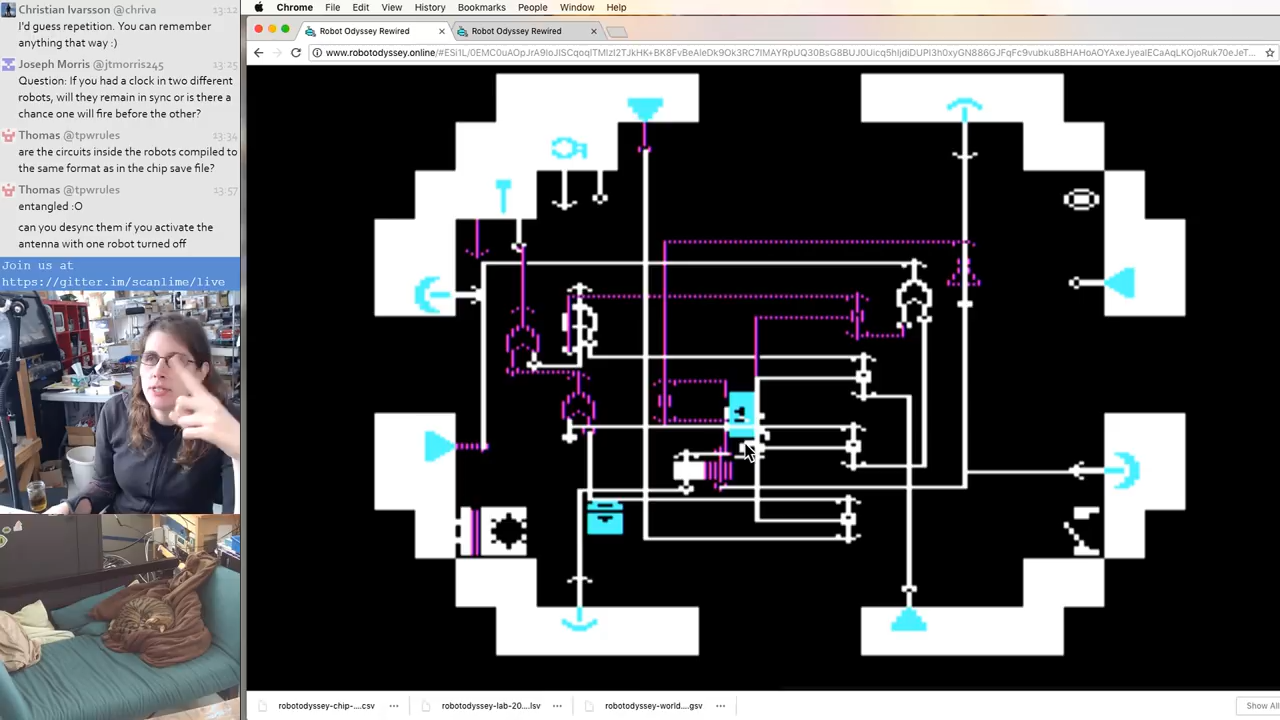 Christian Ivarsson @chriva 13:12
I'd guess repetition. You can remember
anything that way :)
Joseph Morris @jtmorris245 13:25
Question: If you had a clock in two different
robots, will they remain in sync or is there a
chance one will fire before the other?
Thomas @tpwrules 13:34
are the circuits inside the robots compiled to
the same format as in the chip save file?
Thomas @tpwrules 13:57
entangled :O
can you desync them if you activate the
antenna with one robot turned off
Join us at
https://gitter.im/scanlime/live
Chrome File Edit View History Bookmarks People Window Help
Robot Odyssey Rewired × Robot Odyssey Rewired ×
www.robotodyssey.online/
robotodyssey-chip-....csv robotodyssey-lab-20....lsv robotodyssey-world....gsv Show All